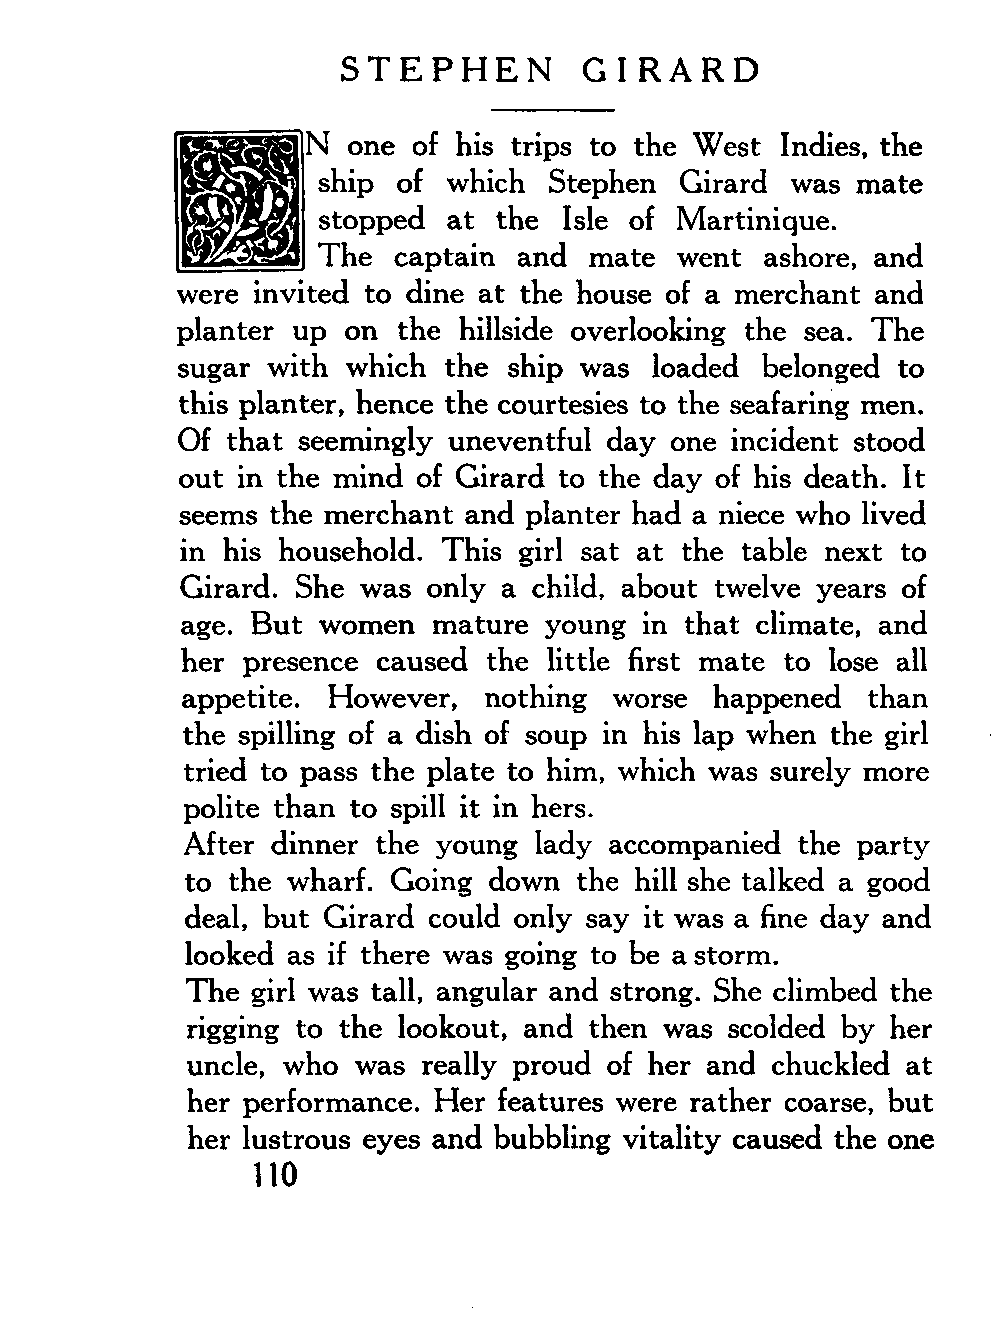 STEPHEN GIRARD
N one of his trips to the West Indies, the
ship of which Stephen Girard was mate
stopped at the Isle of Martinique.
The captain and mate went ashore, and
were invited to dine at the house of a merchant and
planter up on the hillside overlooking the sea. The
sugar with which the ship was loaded belonged to
this planter, hence the courtesies to the seafaring men.
Of that seemingly uneventful day one incident stood
out in the mind of Girard to the day of his death. It
seems the merchant and planter had a niece who lived
in his household. This girl sat at the table next to
Girard. She was only a child, about twelve years of
age. But women mature young in that climate, and
her presence caused the little first mate to lose all
appetite. However, nothing worse happened than
the spilling of a dish of soup in his lap when the girl
tried to pass the plate to him, which was surely more
polite than to spill it in hers.
After dinner the young lady accompanied the party
to the wharf. Going down the hill she talked a good
deal, but Girard could only say it was a fine day and
looked as if there was going to be a storm.
The girl was tall, angular and strong. She climbed the
rigging to the lookout, and then was scolded by her
uncle, who was really proud of her and chuckled at
her performance. Her features were rather coarse, but
her lustrous eyes and bubbling vitality caused the one
110